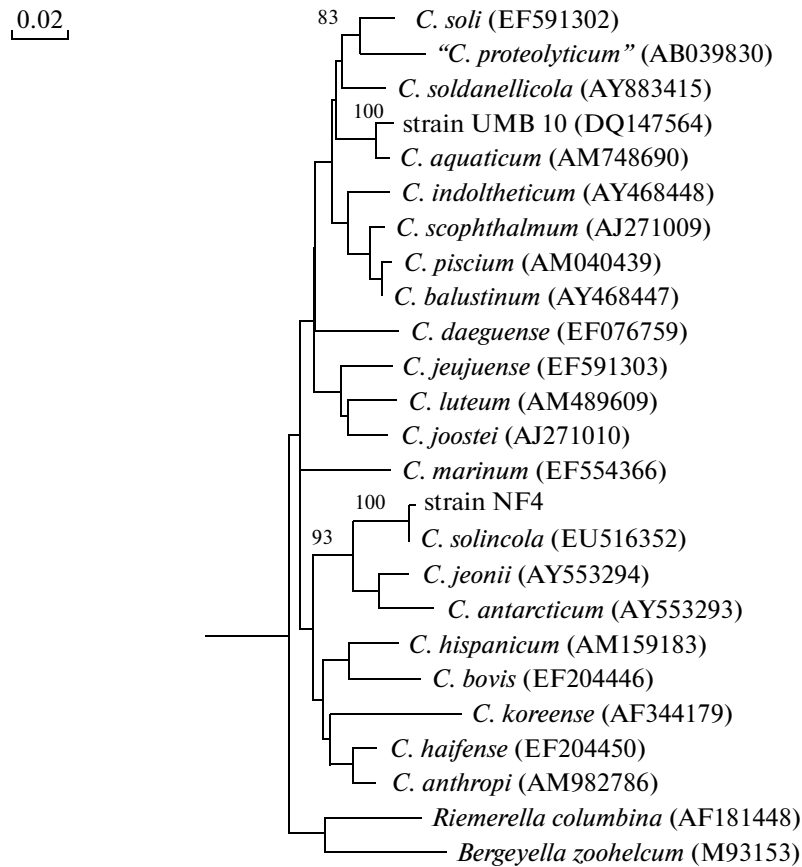 0.02
83
C. soli (EF591302)
“C. proteolyticum” (AB039830)
C. soldanellicola (AY883415)
100
strain UMB 10 (DQ147564)
C. aquaticum (AM748690)
C. indoltheticum (AY468448)
C. scophthalmum (AJ271009)
C. piscium (AM040439)
C. balustinum (AY468447)
C. daeguense (EF076759)
C. jeujuense (EF591303)
C. luteum (AM489609)
C. joostei (AJ271010)
C. marinum (EF554366)
100
strain NF4
93
C. solincola (EU516352)
C. jeonii (AY553294)
C. antarcticum (AY553293)
C. hispanicum (AM159183)
C. bovis (EF204446)
C. koreense (AF344179)
C. haifense (EF204450)
C. anthropi (AM982786)
Riemerella columbina (AF181448)
Bergeyella zoohelcum (M93153)